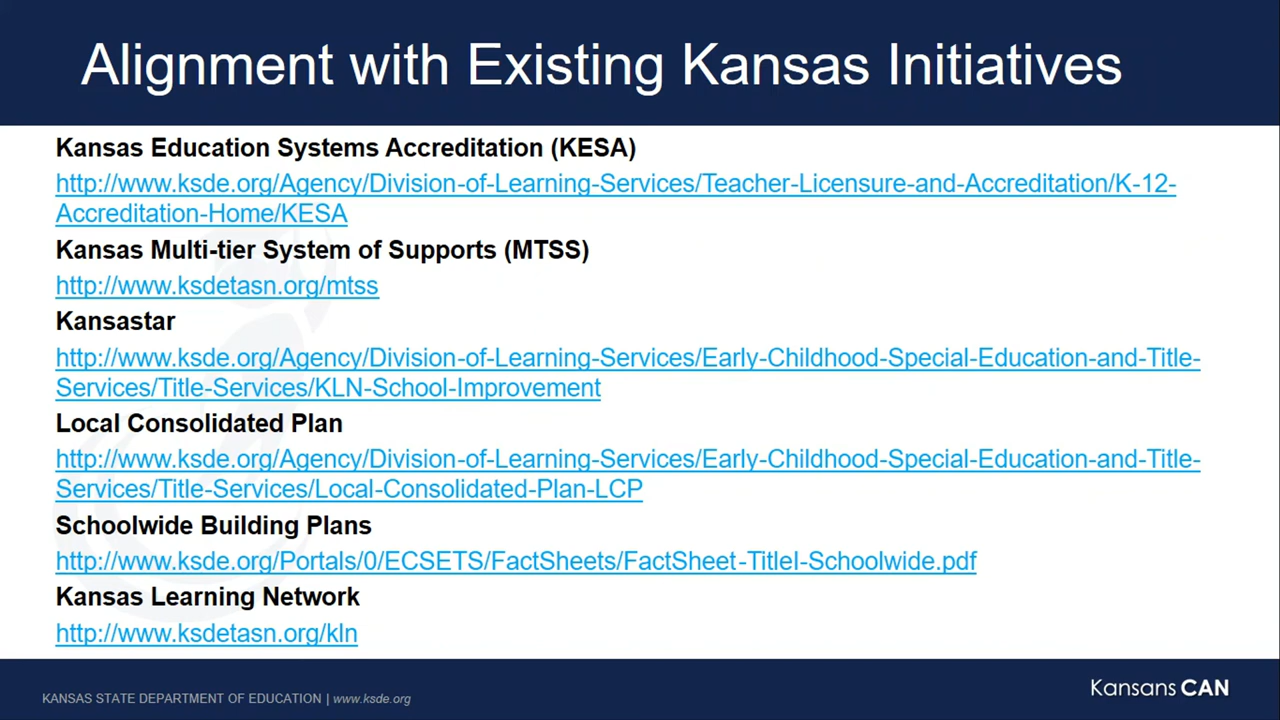 Alignment with Existing Kansas Initiatives
Kansas Education Systems Accreditation (KESA)
http://www.ksde.org/Agency/Division-of-Learning-Services/Teacher-Licensure-and-Accreditation/K-12-
Accreditation-Home/KESA
Kansas Multi-tier System of Supports (MTSS)
http://www.ksdetasn.org/mtss
Kansastar
http://www.ksde.org/Agency/Division-of-Learning-Services/Early-Childhood-Special-Education-and-Title-
Services/Title-Services/KLN-School-Improvement
Local Consolidated Plan
http://www.ksde.org/Agency/Division-of-Learning-Services/Early-Childhood-Special-Education-and-Title-
Services/Title-Services/Local-Consolidated-Plan-LCP
Schoolwide Building Plans
http://www.ksde.org/Portals/0/ECSETS/FactSheets/FactSheet-TitleI-Schoolwide.pdf
Kansas Learning Network
http://www.ksdetasn.org/kln
KANSAS STATE DEPARTMENT OF EDUCATION | www.ksde.org
KansansCAN